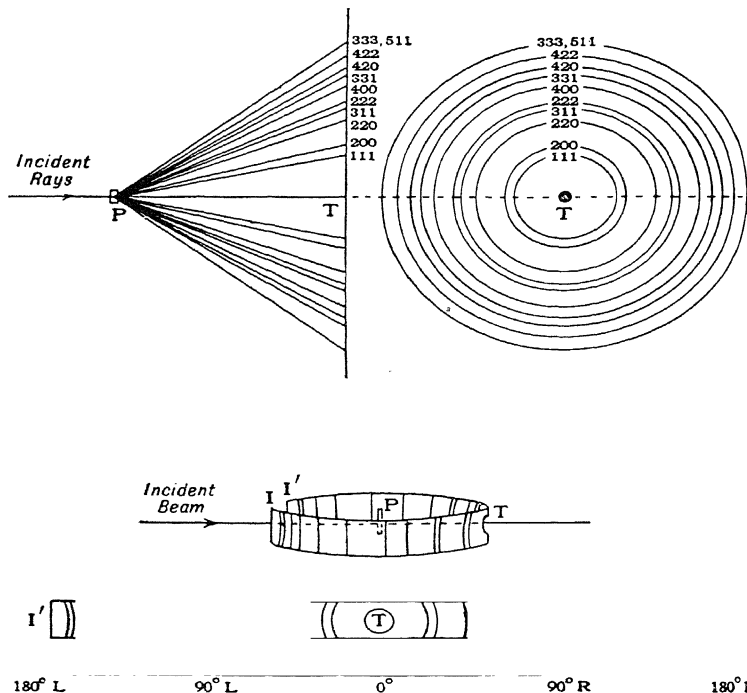 333,511
422
420
331
400
222
311
220
200
111
Incident
Rays
P
T
333,511
422
420
331
400
222
311
220
200
111
T
Incident
Beam
I I′
P
T
I′
T
180° L
90° L
0°
90° R
180°